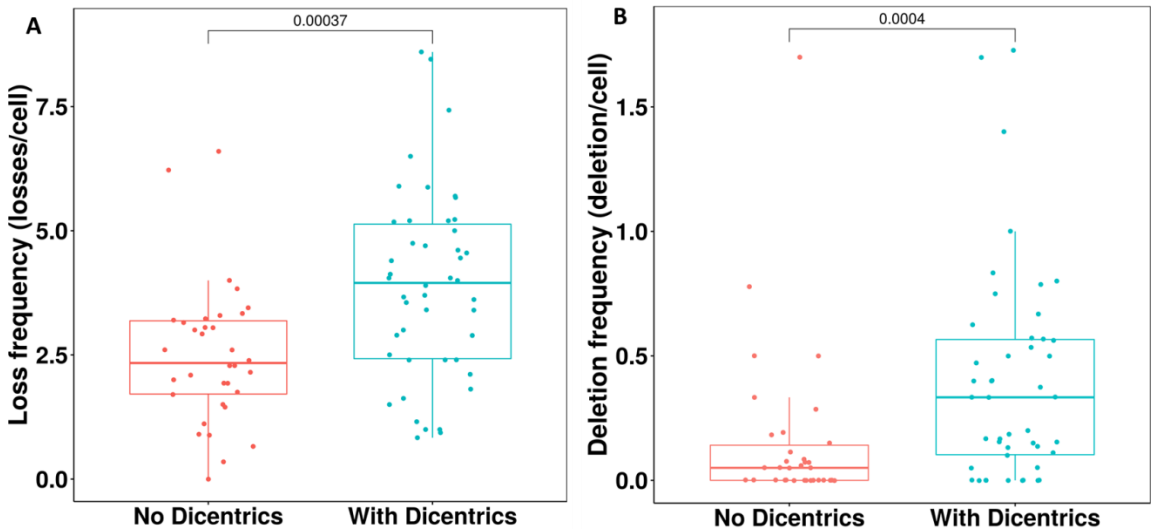 A
0.00037
Loss frequency (losses/cell)
7.5
5.0
2.5
0.0
No Dicentrics
With Dicentrics
B
0.0004
Deletion frequency (deletion/cell)
1.5
1.0
0.5
0.0
No Dicentrics
With Dicentrics